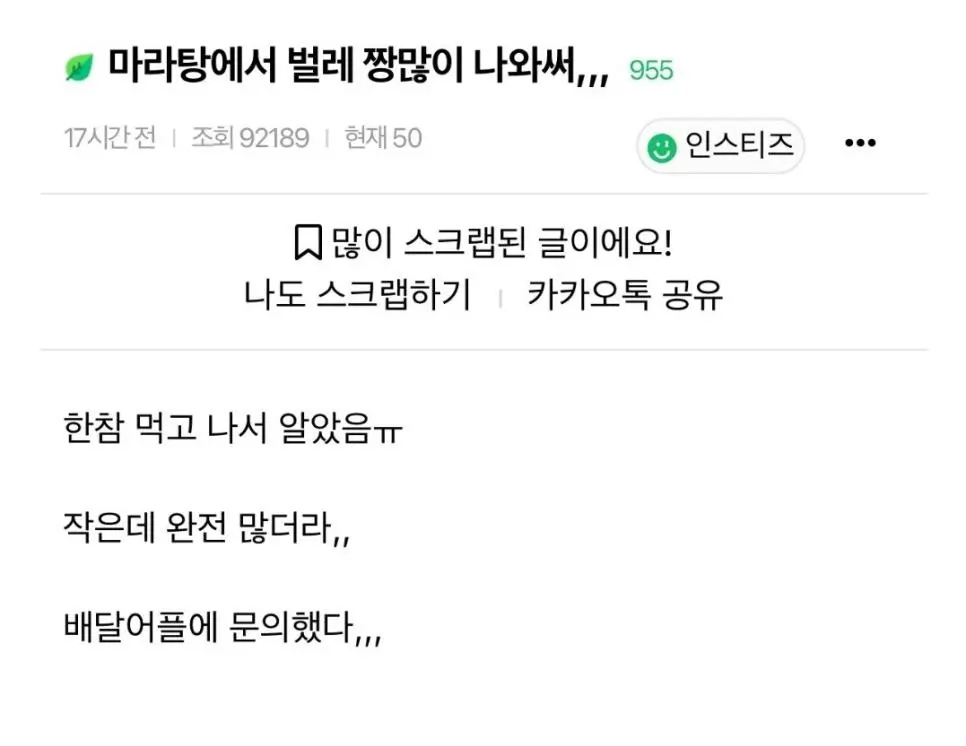 마라탕에서 벌레 짱많이 나와써,,, 955
17시간 전 | 조회 92189 | 현재 50
인스티즈
많이 스크랩된 글이에요!
나도 스크랩하기 | 카카오톡 공유
한참 먹고 나서 알았음ㅠ
작은데 완전 많더라,,
배달어플에 문의했다,,,